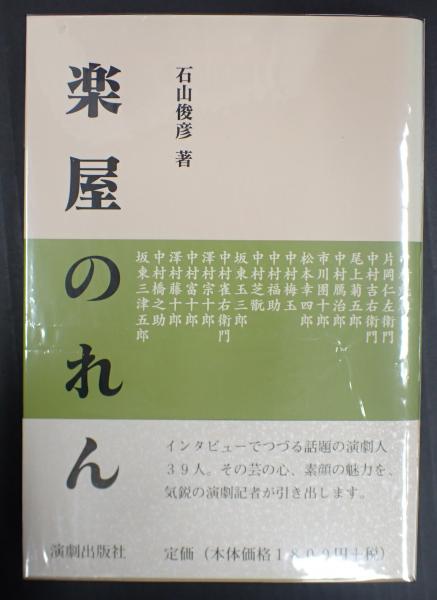 楽屋のれん
石山俊彦 著
片岡仁左衛門
中村吉右衛門
尾上菊五郎
中村鴈治郎
市川團十郎
松本幸四郎
中村梅玉
中村福助
中村芝翫
坂東玉三郎
中村雀右衛門
澤村宗十郎
中村富十郎
澤村藤十郎
中村橋之助
坂東三津五郎
インタビューでつづる話題の演劇人
39人。その芸の心、素顔の魅力を、
気鋭の演劇記者が引き出します。
演劇出版社 定価(本体価格1800円+税)